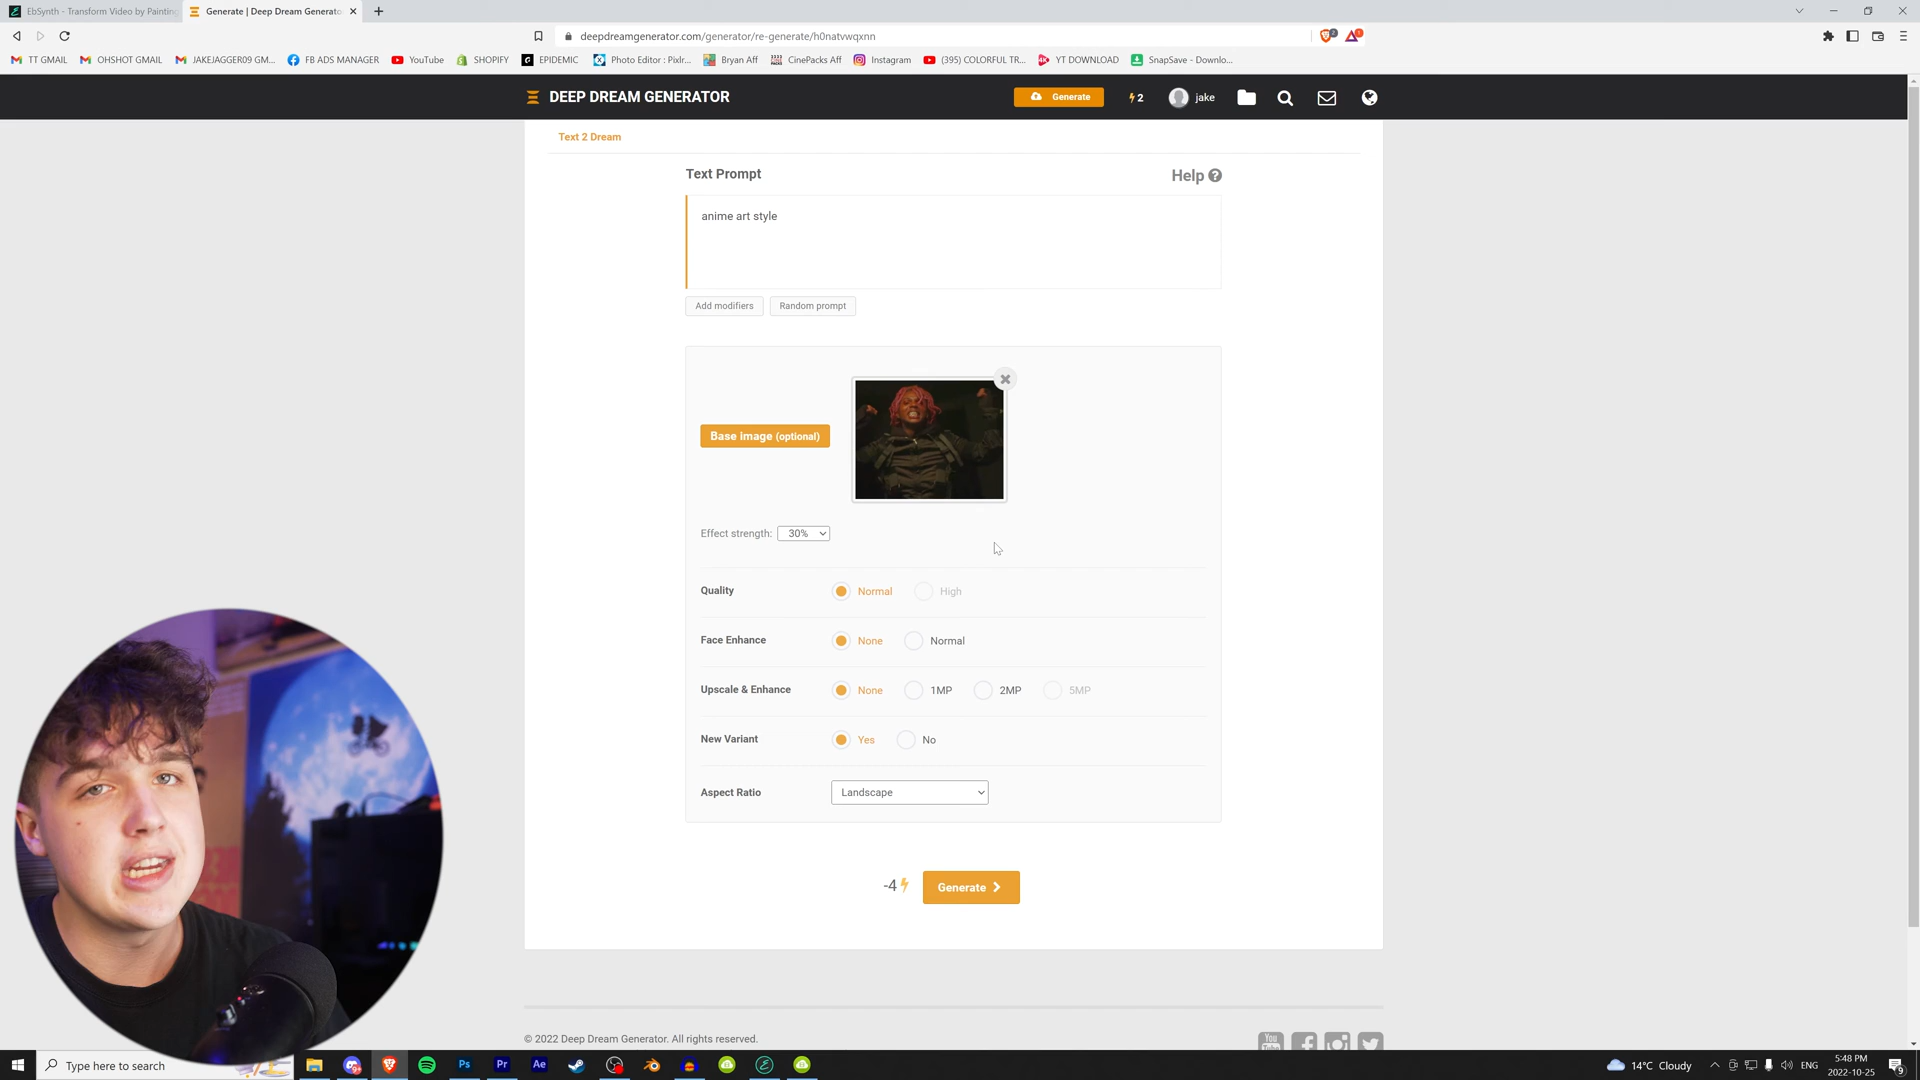 EbSynth - Transform Video by Painting
Generate | Deep Dream Generato
deepdreamgenerator.com/generator/re-generate/h0natvwqxnn
TT GMAIL
OHSHOT GMAIL
JAKEJAGGER09 GM...
FB ADS MANAGER
YouTube
SHOPIFY
EPIDEMIC
Photo Editor : Pixlr...
Bryan Aff
CinePacks Aff
Instagram
(395) COLORFUL TR...
YT DOWNLOAD
SnapSave - Downlo...
DEEP DREAM GENERATOR
Generate
2
jake
Text 2 Dream
Text Prompt
Help
anime art style
Add modifiers
Random prompt
Base image (optional)
Effect strength: 30%
Quality
Normal
High
Face Enhance
None
Normal
Upscale & Enhance
None
1MP
2MP
5MP
New Variant
Yes
No
Aspect Ratio
Landscape
-4
Generate
© 2022 Deep Dream Generator. All rights reserved.
You
Type here to search
Ps
Pr
Ae
14°C Cloudy
ENG
5:48 PM
2022-10-25